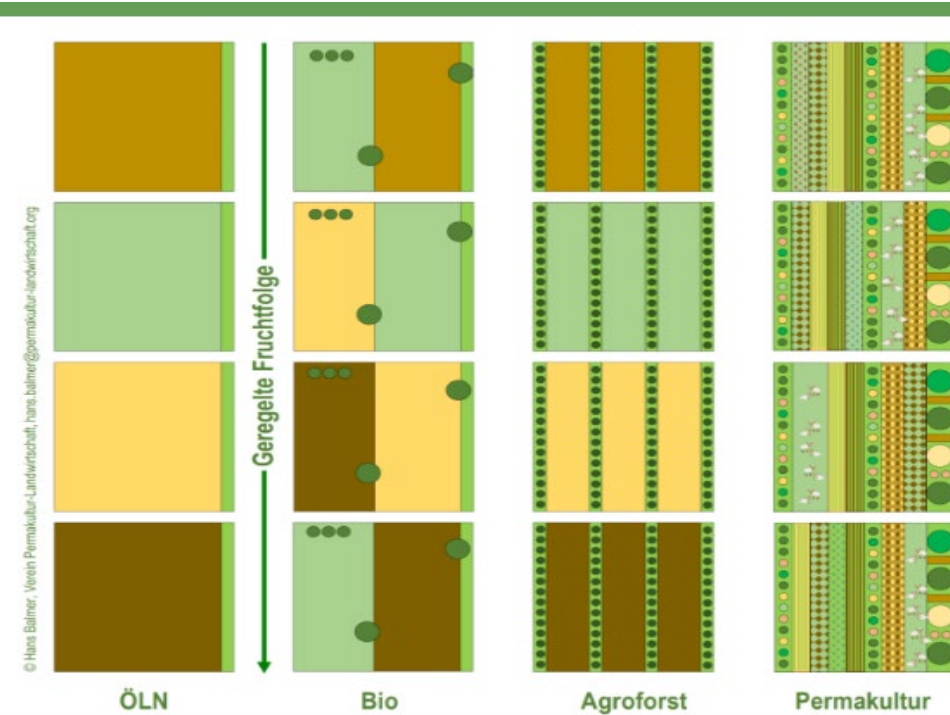 © Hans Balmer, Verein Permakultur-Landwirtschaft, hans.balmer@permakultur-landwirtschaft.org
Geregelte Fruchtfolge
ÖLN
Bio
Agroforst
Permakultur